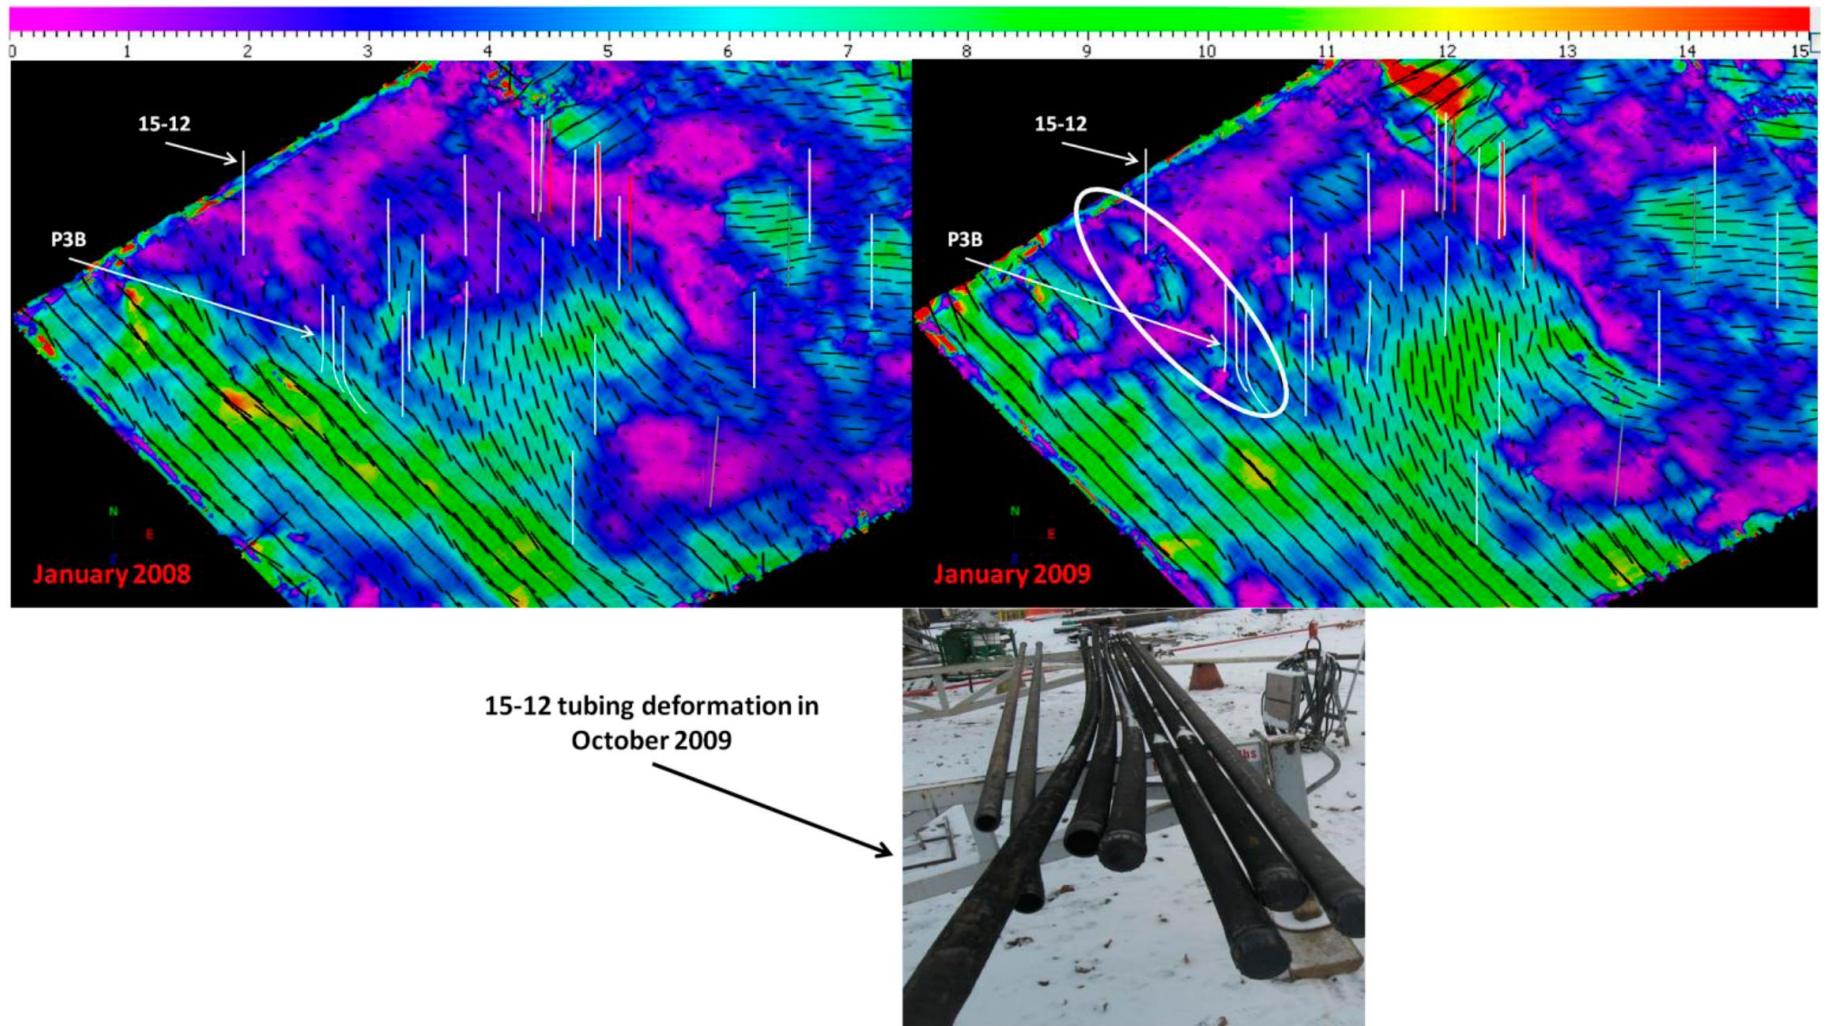 0 1 2 3 4 5 6 7 8 9 10 11 12 13 14 15
15-12
P3B
N
E
January 2008
15-12
P3B
N
E
January 2009
15-12 tubing deformation in
October 2009